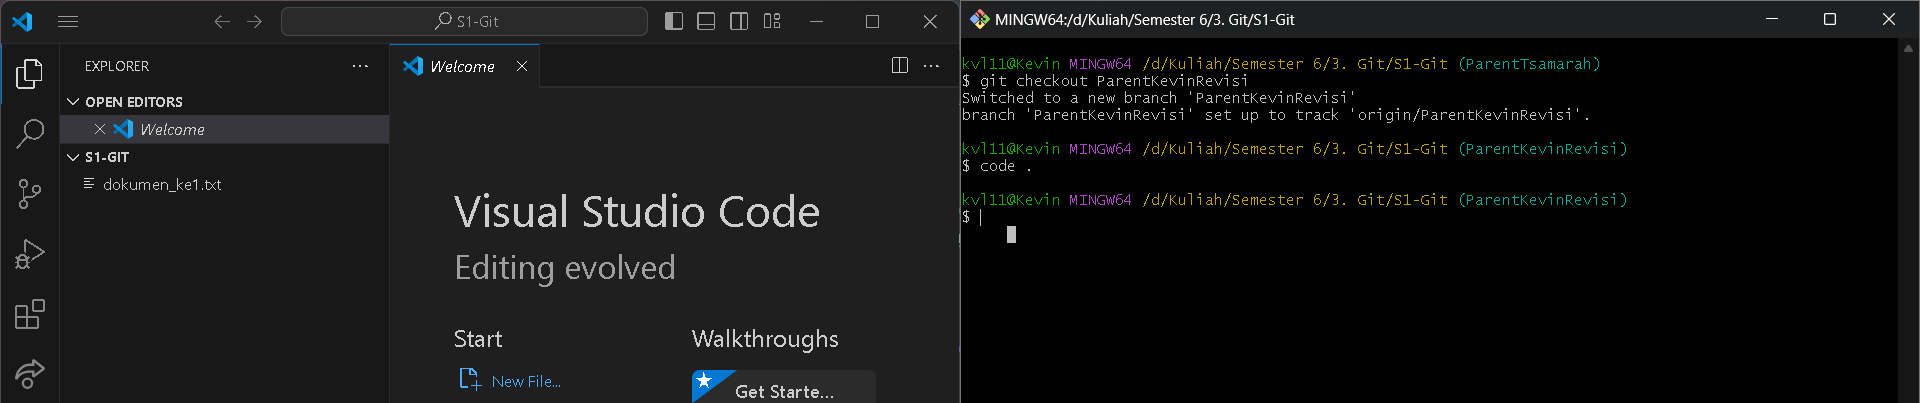 S1-Git
EXPLORER
OPEN EDITORS
Welcome
S1-GIT
dokumen_ke1.txt
Welcome
Visual Studio Code
Editing evolved
Start
New File...
Walkthroughs
Get Starte...
MINGW64:/d/Kuliah/Semester 6/3. Git/S1-Git
kvl11@Kevin MINGW64 /d/Kuliah/Semester 6/3. Git/S1-Git (ParentTsamarah)
$ git checkout ParentKevinRevisi
Switched to a new branch 'ParentKevinRevisi'
branch 'ParentKevinRevisi' set up to track 'origin/ParentKevinRevisi'.
kvl11@Kevin MINGW64 /d/Kuliah/Semester 6/3. Git/S1-Git (ParentKevinRevisi)
$ code .
kvl11@Kevin MINGW64 /d/Kuliah/Semester 6/3. Git/S1-Git (ParentKevinRevisi)
$